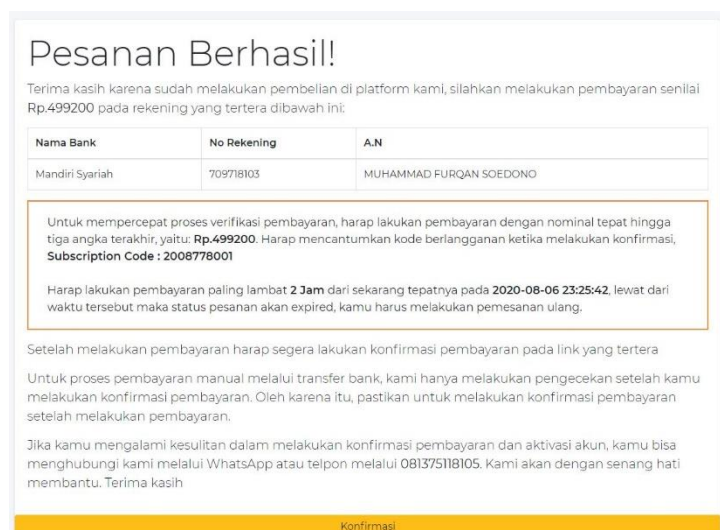 Pesanan Berhasil!
Terima kasih karena sudah melakukan pembelian di platform kami, silahkan melakukan pembayaran senilai
Rp.499200 pada rekening yang tertera dibawah ini:
Nama Bank No Rekening A.N
Mandiri Syariah 709718103 MUHAMMAD FURQAN SOEDONO
Untuk mempercepat proses verifikasi pembayaran, harap lakukan pembayaran dengan nominal tepat hingga
tiga angka terakhir, yaitu: Rp.499200. Harap mencantumkan kode berlangganan ketika melakukan konfirmasi,
Subscription Code : 2008778001
Harap lakukan pembayaran paling lambat 2 Jam dari sekarang tepatnya pada 2020-08-06 23:25:42, lewat dari
waktu tersebut maka status pesanan akan expired, kamu harus melakukan pemesanan ulang.
Setelah melakukan pembayaran harap segera lakukan konfirmasi pembayaran pada link yang tertera
Untuk proses pembayaran manual melalui transfer bank, kami hanya melakukan pengecekan setelah kamu
melakukan konfirmasi pembayaran. Oleh karena itu, pastikan untuk melakukan konfirmasi pembayaran
setelah melakukan pembayaran.
Jika kamu mengalami kesulitan dalam melakukan konfirmasi pembayaran dan aktivasi akun, kamu bisa
menghubungi kami melalui WhatsApp atau telpon melalui 081375118105. Kami akan dengan senang hati
membantu. Terima kasih
Konfirmasi